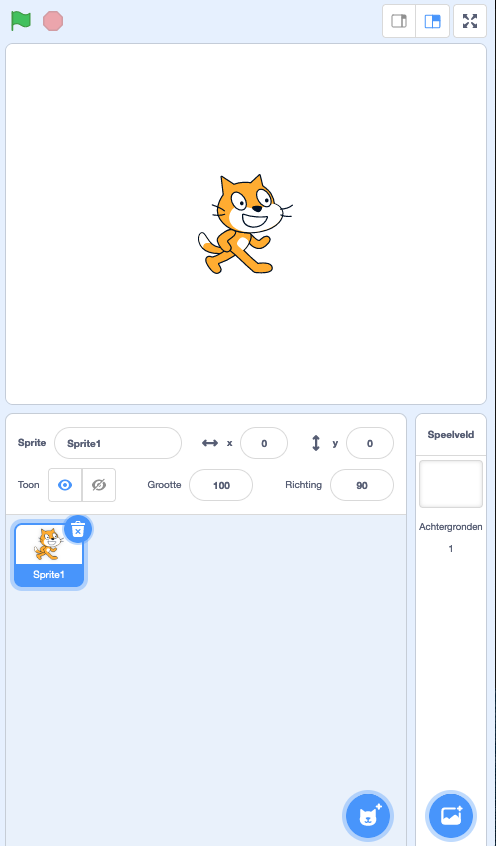 Sprite Sprite1 x 0 y 0
Toon Grootte 100 Richting 90
Sprite1
Speelveld
Achtergronden
1